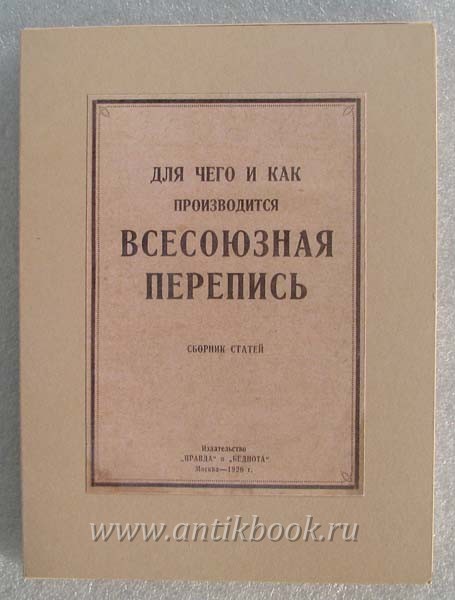 ДЛЯ ЧЕГО И КАК
ПРОИЗВОДИТСЯ
ВСЕСОЮЗНАЯ
ПЕРЕПИСЬ
СБОРНИК СТАТЕЙ
Издательство
„ПРАВДА“ и „БЕДНОТА“
Москва—1926 г.
www.antikbook.ru